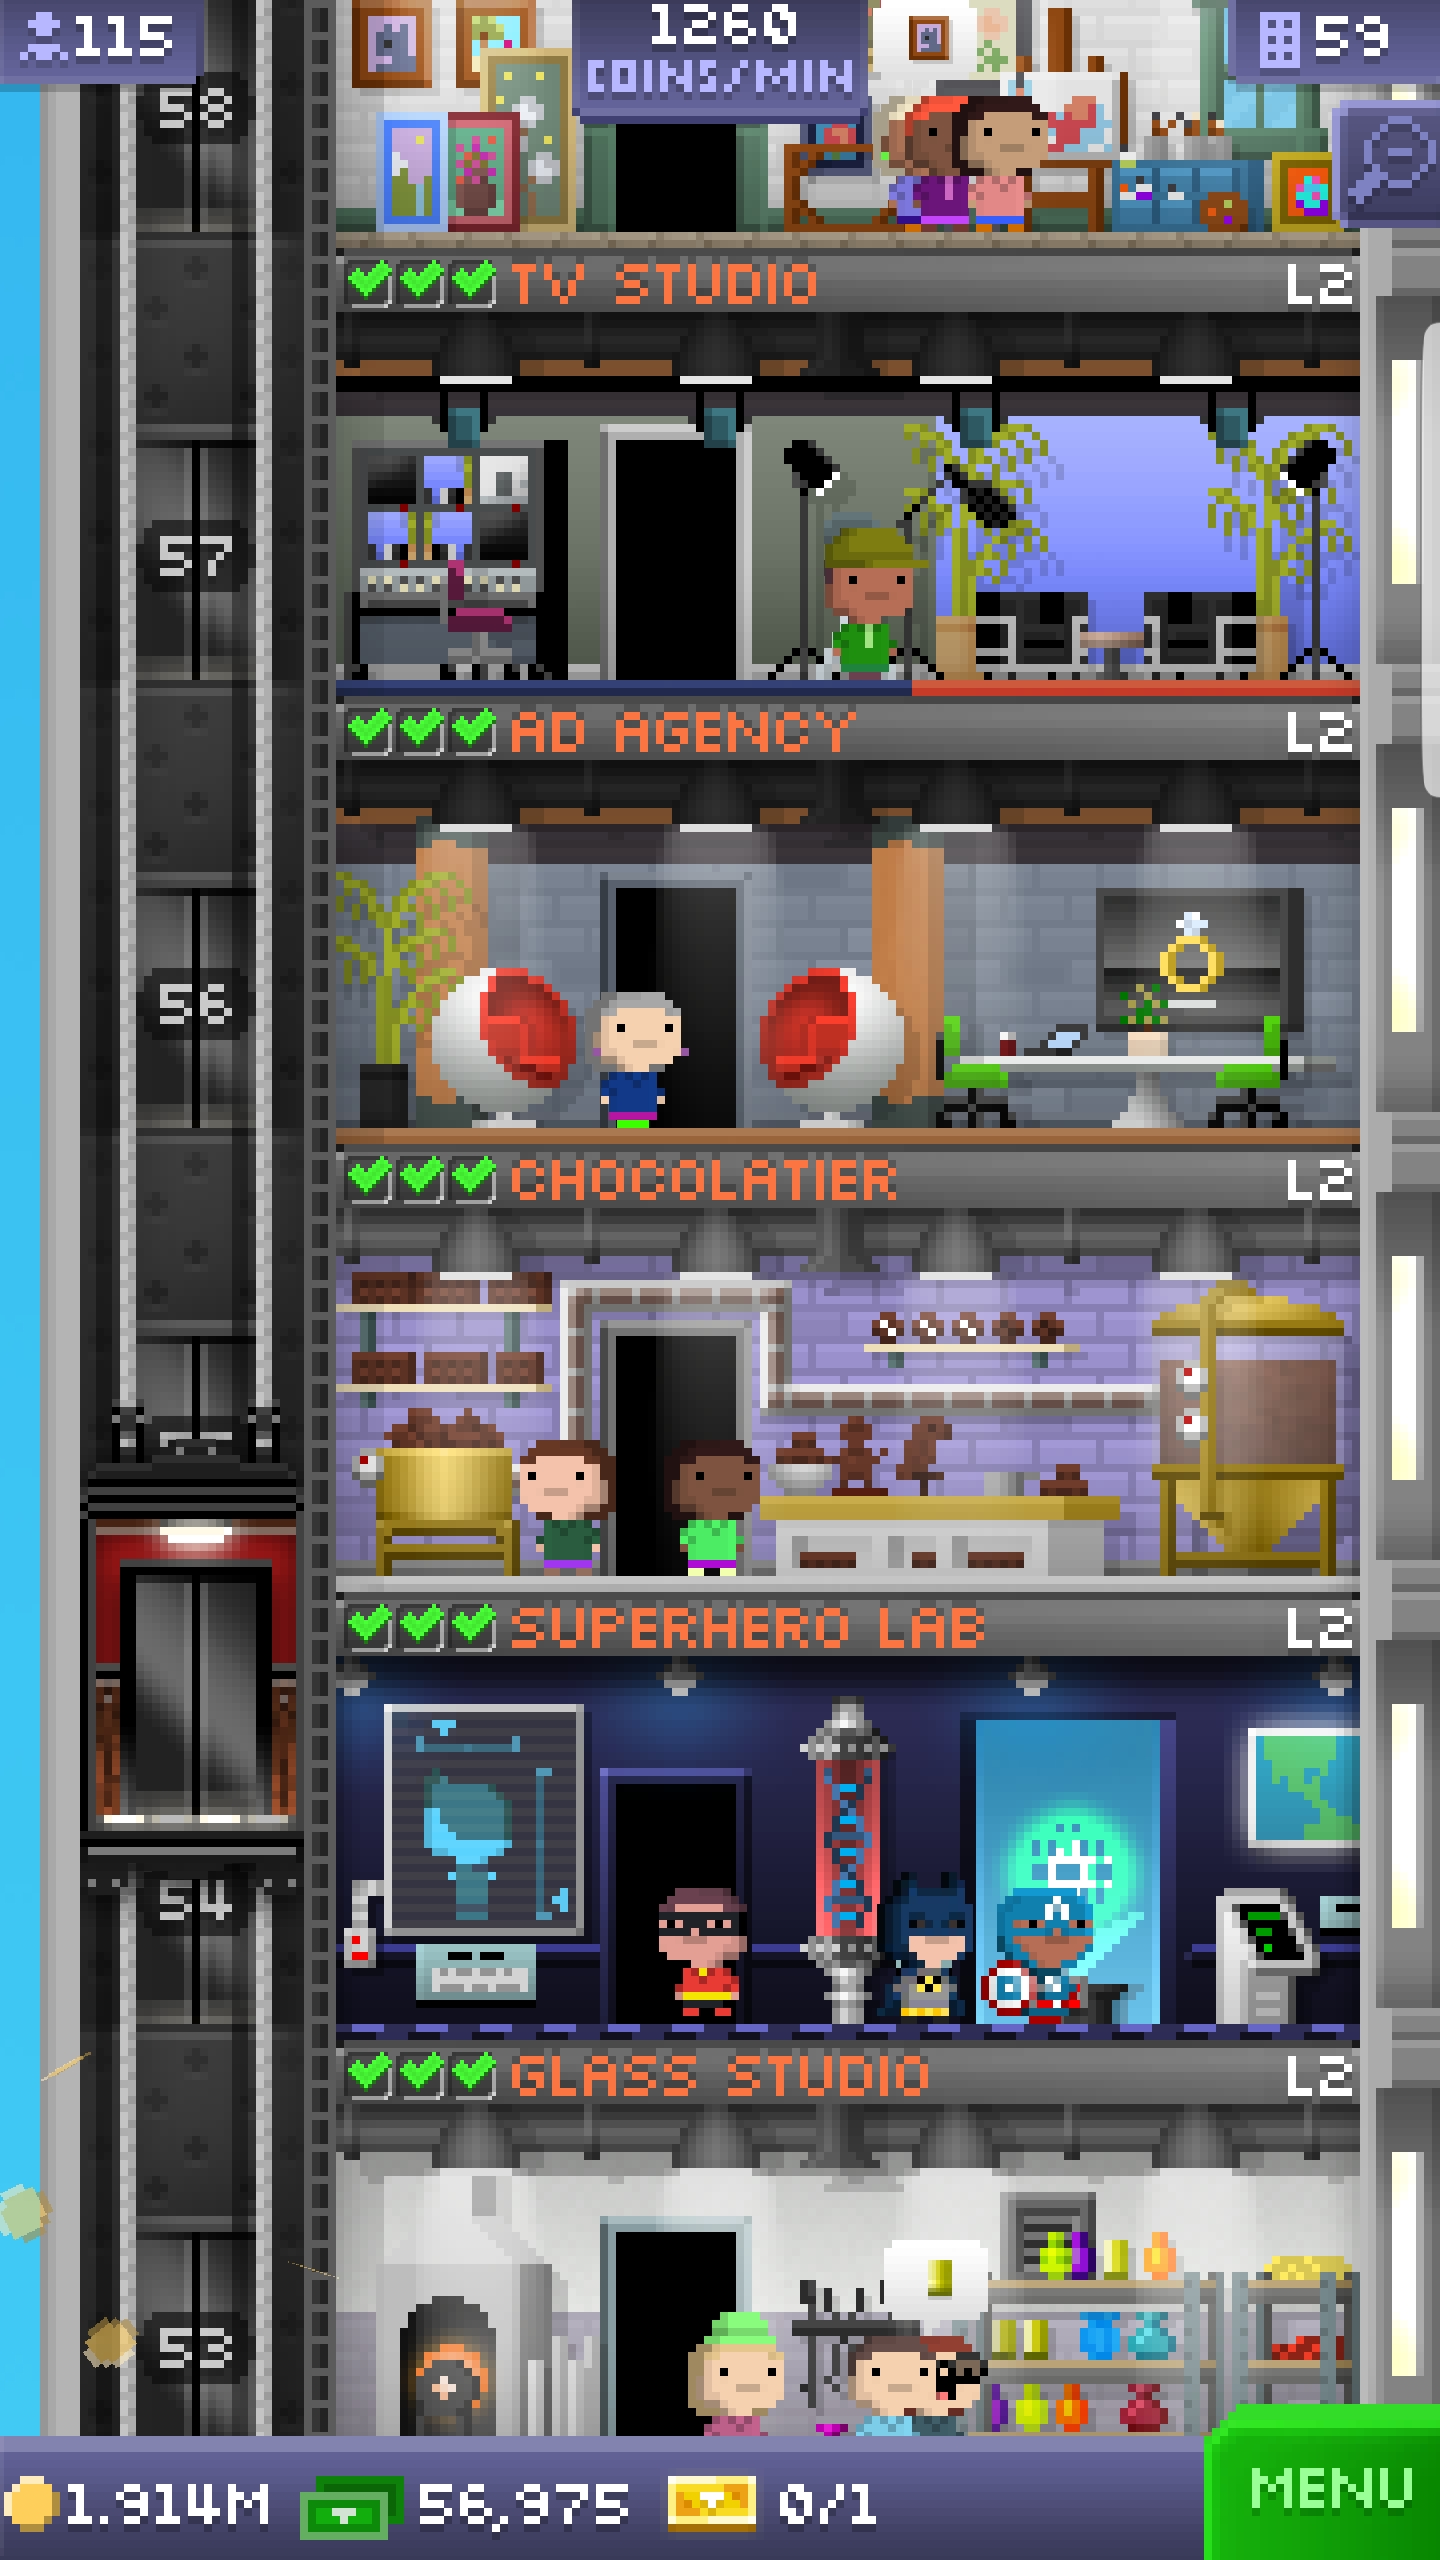 115
1260
COINS/MIN
59
58
TV STUDIO L2
57
AD AGENCY L2
56
CHOCOLATIER L2
SUPERHERO LAB L2
54
GLASS STUDIO L2
53
1.914M 56,975 0/1
MENU